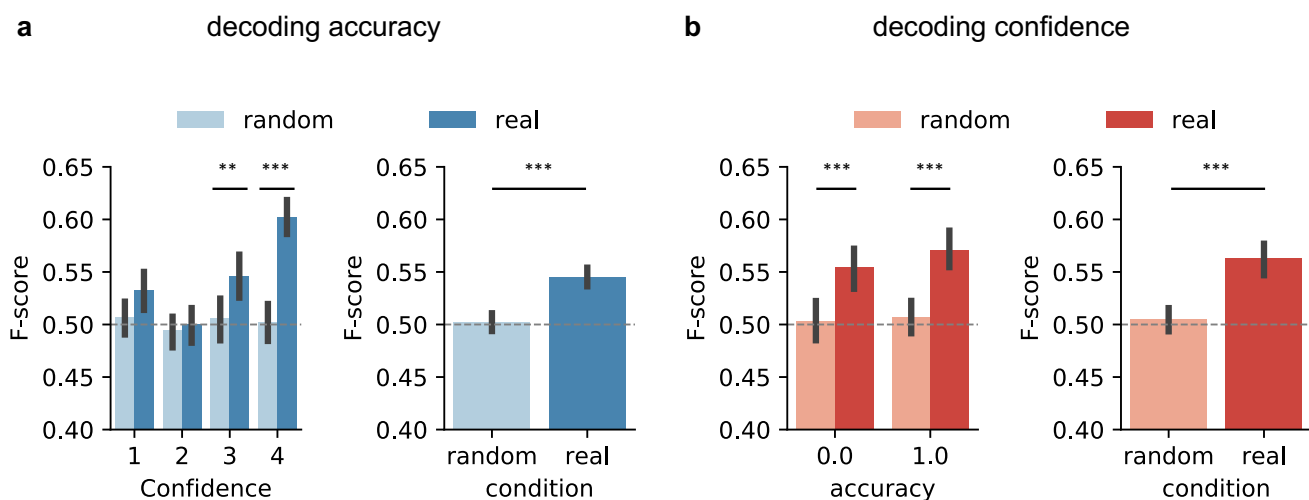 a decoding accuracy
random real
** ***
0.65
0.60
0.55
0.50
0.45
0.40
F-score
1 2 3 4
Confidence
***
0.65
0.60
0.55
0.50
0.45
0.40
F-score
random real
condition
b decoding confidence
random real
*** ***
0.65
0.60
0.55
0.50
0.45
0.40
F-score
0.0 1.0
accuracy
***
0.65
0.60
0.55
0.50
0.45
0.40
F-score
random real
condition